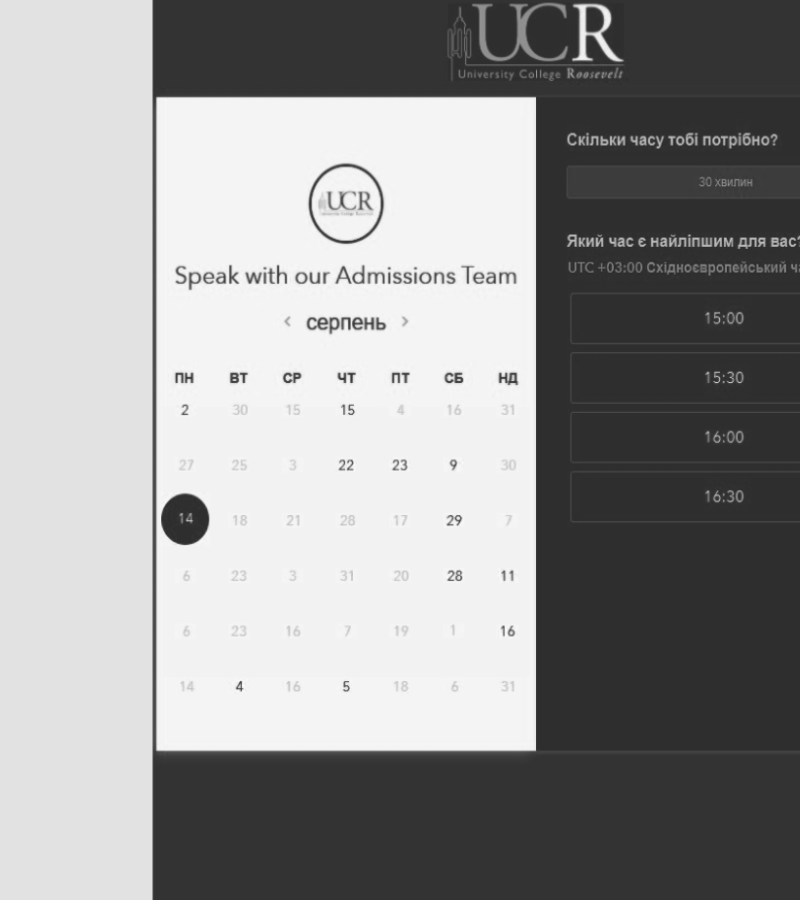 UCR
University College Roosevelt
UCR
Speak with our Admissions Team
‹ серпень ›
ПН ВТ СР ЧТ ПТ СБ НД
2 30 15 15 4 16 31
27 25 3 22 23 9 30
14 18 21 28 17 29 7
6 23 3 31 20 28 11
6 23 16 7 19 1 16
14 4 16 5 18 6 31
Скільки часу тобі потрібно?
30 хвилин
Який час є найліпшим для вас?
UTC +03:00 Східноєвропейський ча
15:00
15:30
16:00
16:30